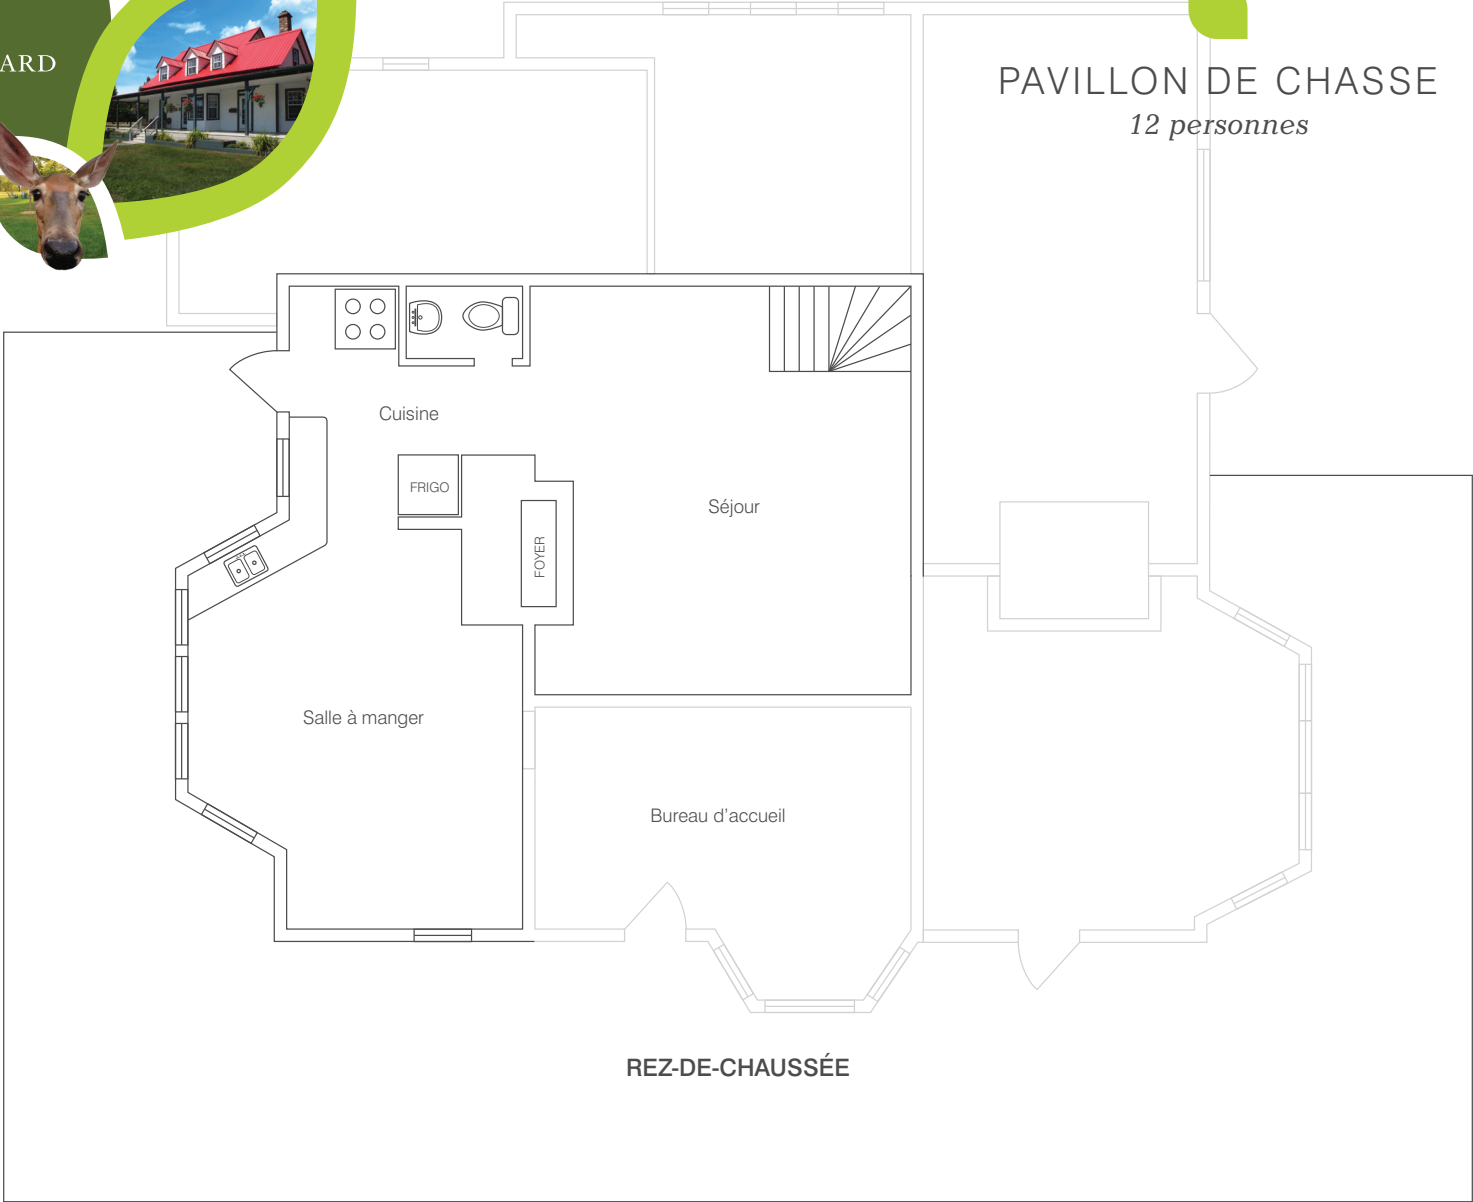 ARD
PAVILLON DE CHASSE
12 personnes
Cuisine
FRIGO
FOYER
Séjour
Salle à manger
Bureau d'accueil
REZ-DE-CHAUSSÉE